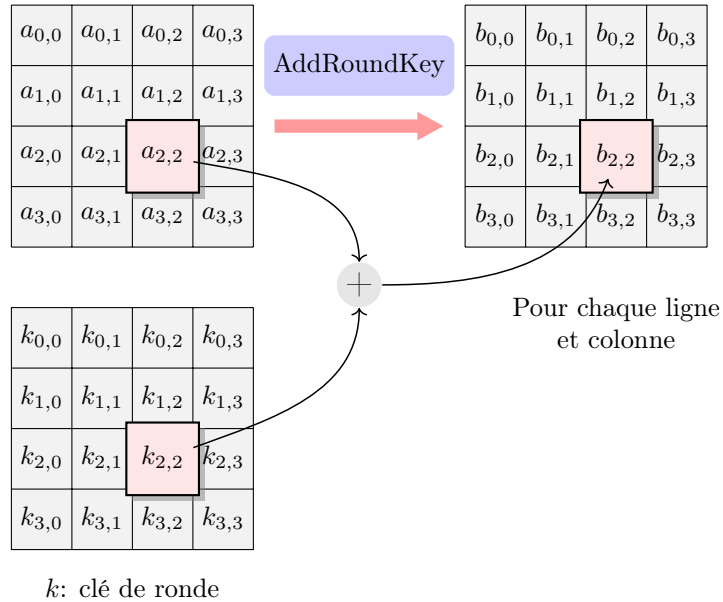 a0,0 a0,1 a0,2 a0,3
a1,0 a1,1 a1,2 a1,3
a2,0 a2,1 a2,2 a2,3
a3,0 a3,1 a3,2 a3,3
AddRoundKey
b0,0 b0,1 b0,2 b0,3
b1,0 b1,1 b1,2 b1,3
b2,0 b2,1 b2,2 b2,3
b3,0 b3,1 b3,2 b3,3
+
Pour chaque ligne
et colonne
k0,0 k0,1 k0,2 k0,3
k1,0 k1,1 k1,2 k1,3
k2,0 k2,1 k2,2 k2,3
k3,0 k3,1 k3,2 k3,3
k: clé de ronde